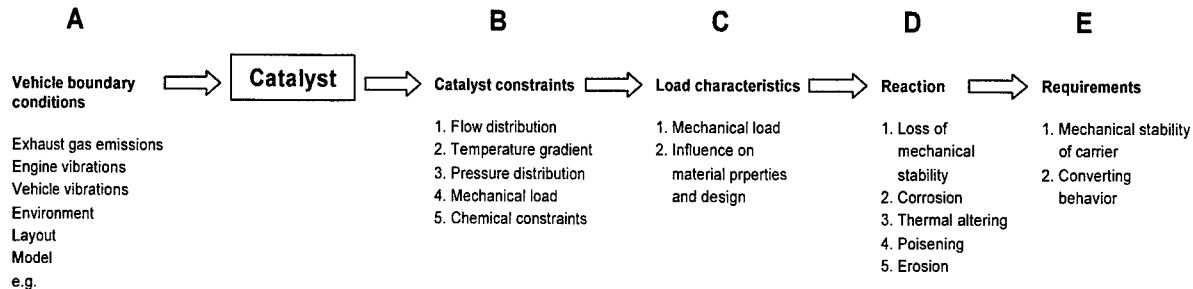 A
B
C
D
E
Vehicle boundary
conditions
Exhaust gas emissions
Engine vibrations
Vehicle vibrations
Environment
Layout
Model
e.g.
Catalyst
Catalyst constraints
1. Flow distribution
2. Temperature gradient
3. Pressure distribution
4. Mechanical load
5. Chemical constraints
Load characteristics
1. Mechanical load
2. Influence on
material prperties
and design
Reaction
1. Loss of
mechanical
stability
2. Corrosion
3. Thermal altering
4. Poisening
5. Erosion
Requirements
1. Mechanical stability
of carrier
2. Converting
behavior